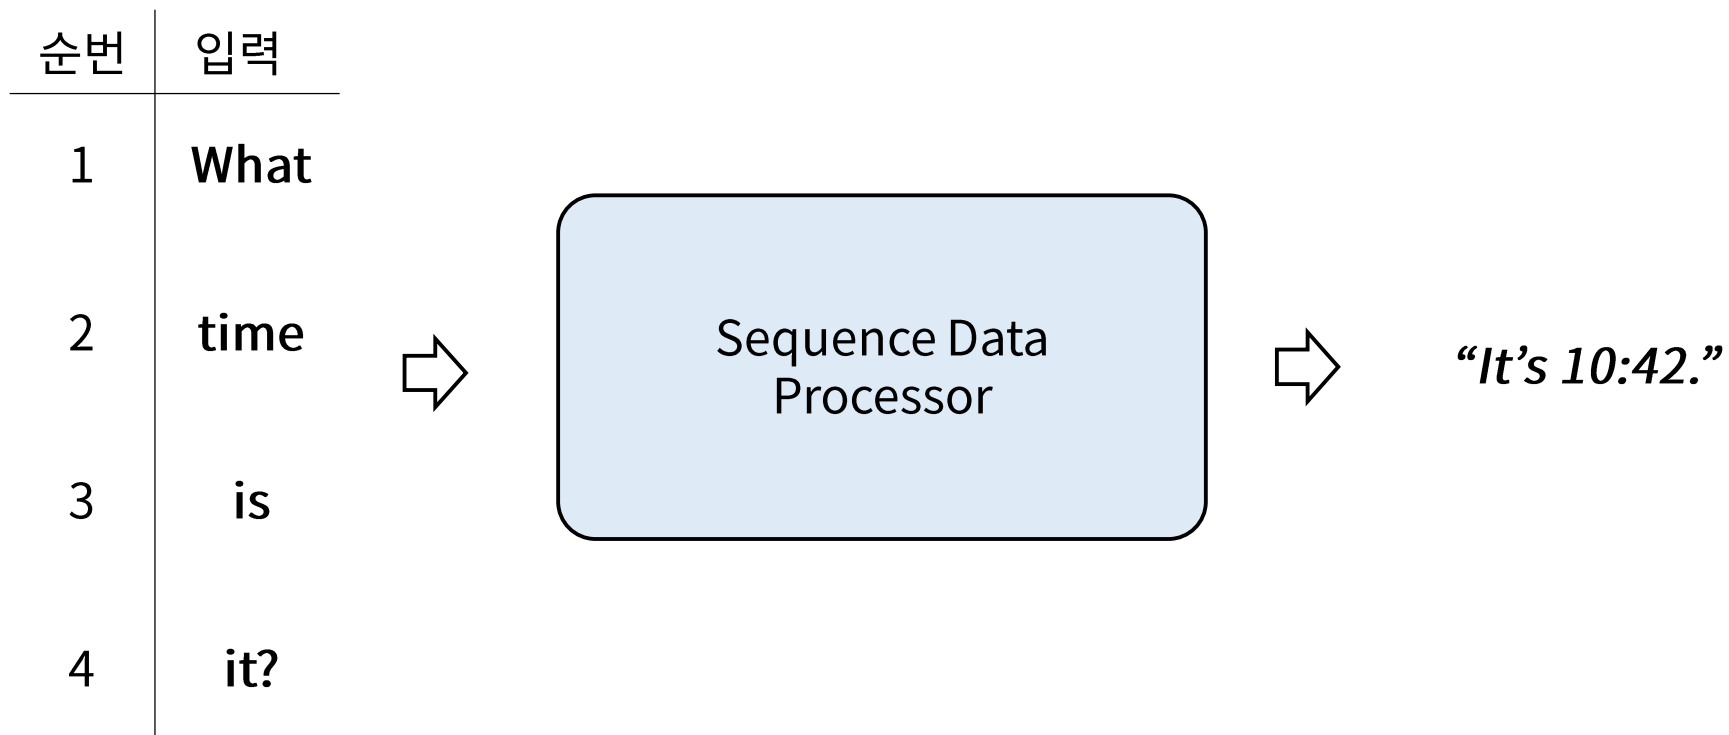 순번 입력
1 What
2 time
3 is
4 it?
Sequence Data
Processor
“It’s 10:42.”